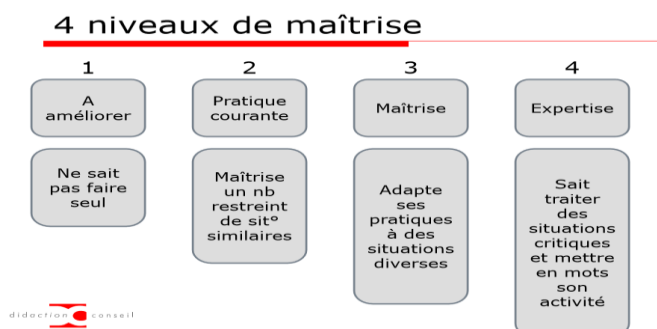 4 niveaux de maîtrise
1
2
3
4
A
améliorer
Pratique
courante
Maîtrise
Expertise
Ne sait
pas faire
seul
Maîtrise
un nb
restreint
de sit°
similaires
Adapte
ses
pratiques
à des
situations
diverses
Sait
traiter
des
situations
critiques
et mettre
en mots
son
activité
didaction conseil